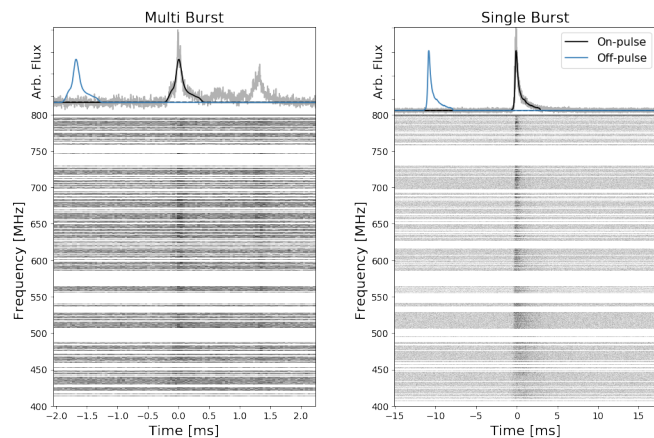 Multi Burst
Single Burst
Arb. Flux
Arb. Flux
On-pulse
Off-pulse
800
750
700
650
600
550
500
450
400
Frequency [MHz]
−2.0 −1.5 −1.0 −0.5 0.0 0.5 1.0 1.5 2.0
Time [ms]
800
750
700
650
600
550
500
450
400
Frequency [MHz]
−15 −10 −5 0 5 10 15
Time [ms]